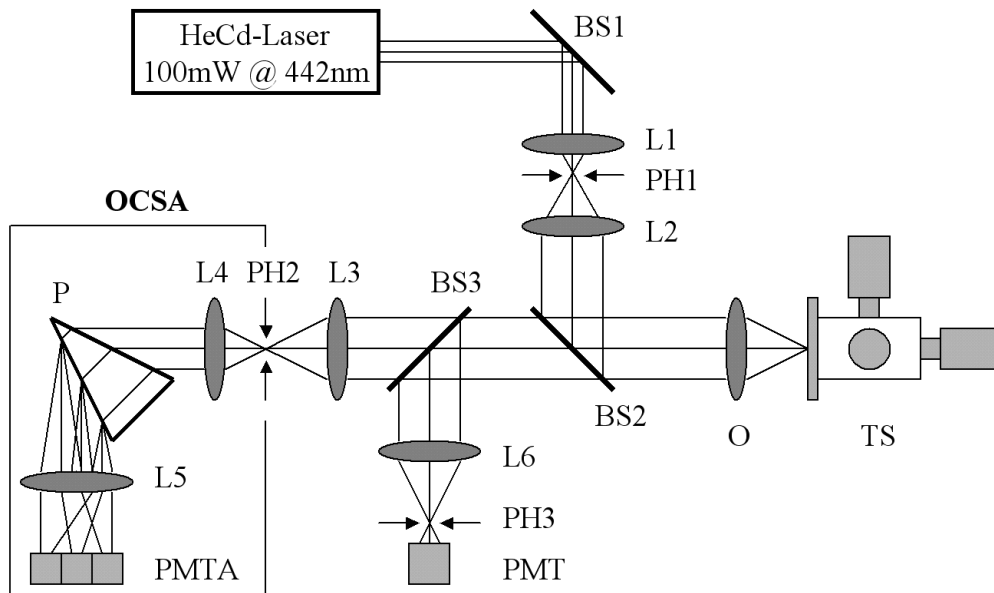 HeCd-Laser
100mW @ 442nm
BS1
L1
PH1
OCSA
L2
L4
PH2
L3
BS3
P
BS2
O
TS
L5
L6
PH3
PMTA
PMT